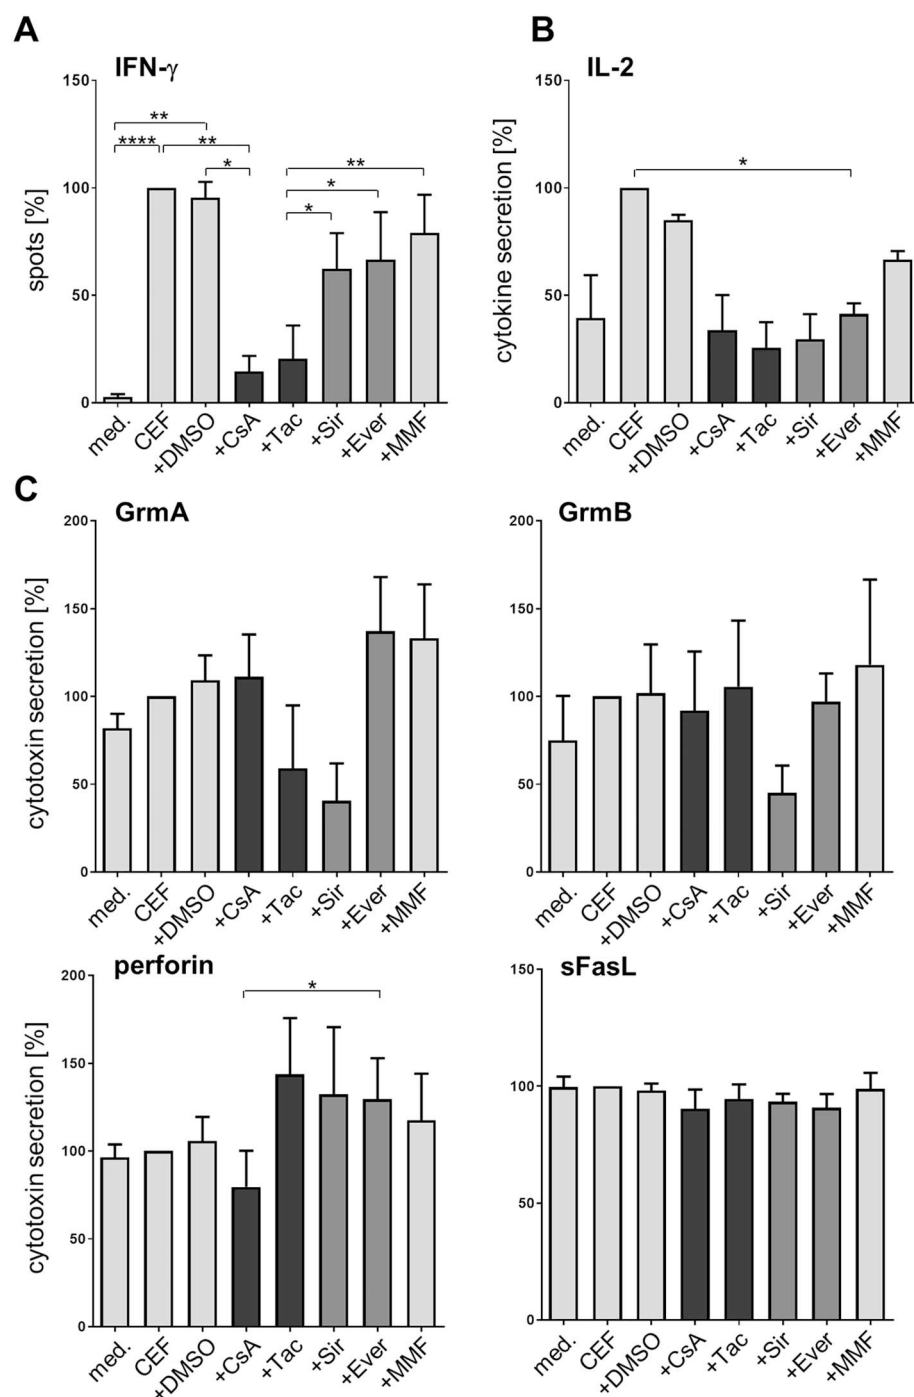 A
B
IFN-γ
IL-2
spots [%]
150
100
50
0
**
**** **
*
**
*
*
med. CEF +DMSO +CsA +Tac +Sir +Ever +MMF
cytokine secretion [%]
150
100
50
0
*
med. CEF +DMSO +CsA +Tac +Sir +Ever +MMF
C
GrmA
GrmB
cytotoxin secretion [%]
200
150
100
50
0
med. CEF +DMSO +CsA +Tac +Sir +Ever +MMF
200
150
100
50
0
med. CEF +DMSO +CsA +Tac +Sir +Ever +MMF
perforin
sFasL
cytotoxin secretion [%]
200
150
100
50
0
*
med. CEF +DMSO +CsA +Tac +Sir +Ever +MMF
150
100
50
0
med. CEF +DMSO +CsA +Tac +Sir +Ever +MMF